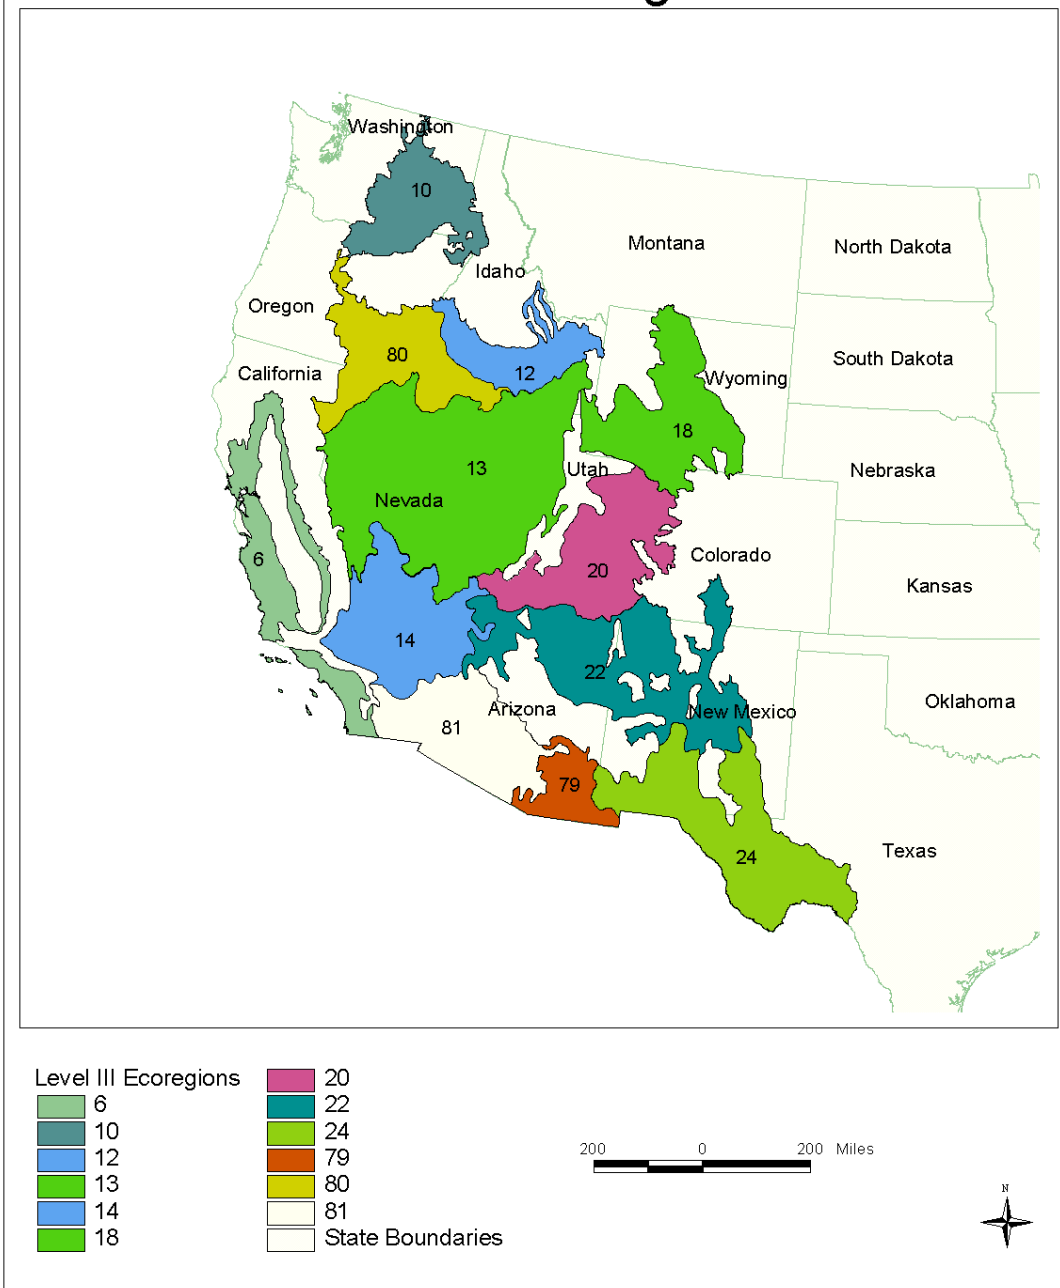 Washington
10
Montana
North Dakota
Idaho
Oregon
80
South Dakota
California
12
Wyoming
18
13
Utah
Nebraska
Nevada
6
Colorado
20
Kansas
14
22
Arizona
New Mexico
Oklahoma
81
79
24
Texas
Level III Ecoregions
6
10
12
13
14
18
20
22
24
79
80
81
State Boundaries
200 0 200 Miles
N